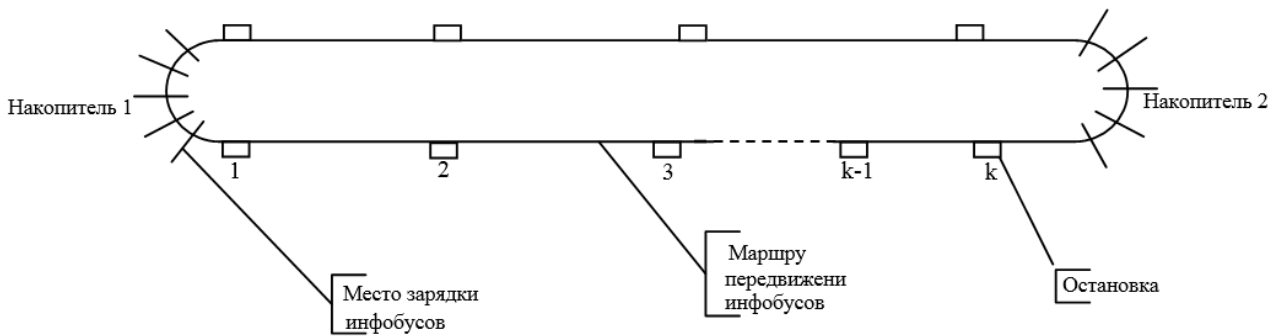 Накопитель 1
Накопитель 2
1
2
3
k-1
k
Место зарядки
инфобусов
Маршру
передвижени
инфобусов
Остановка